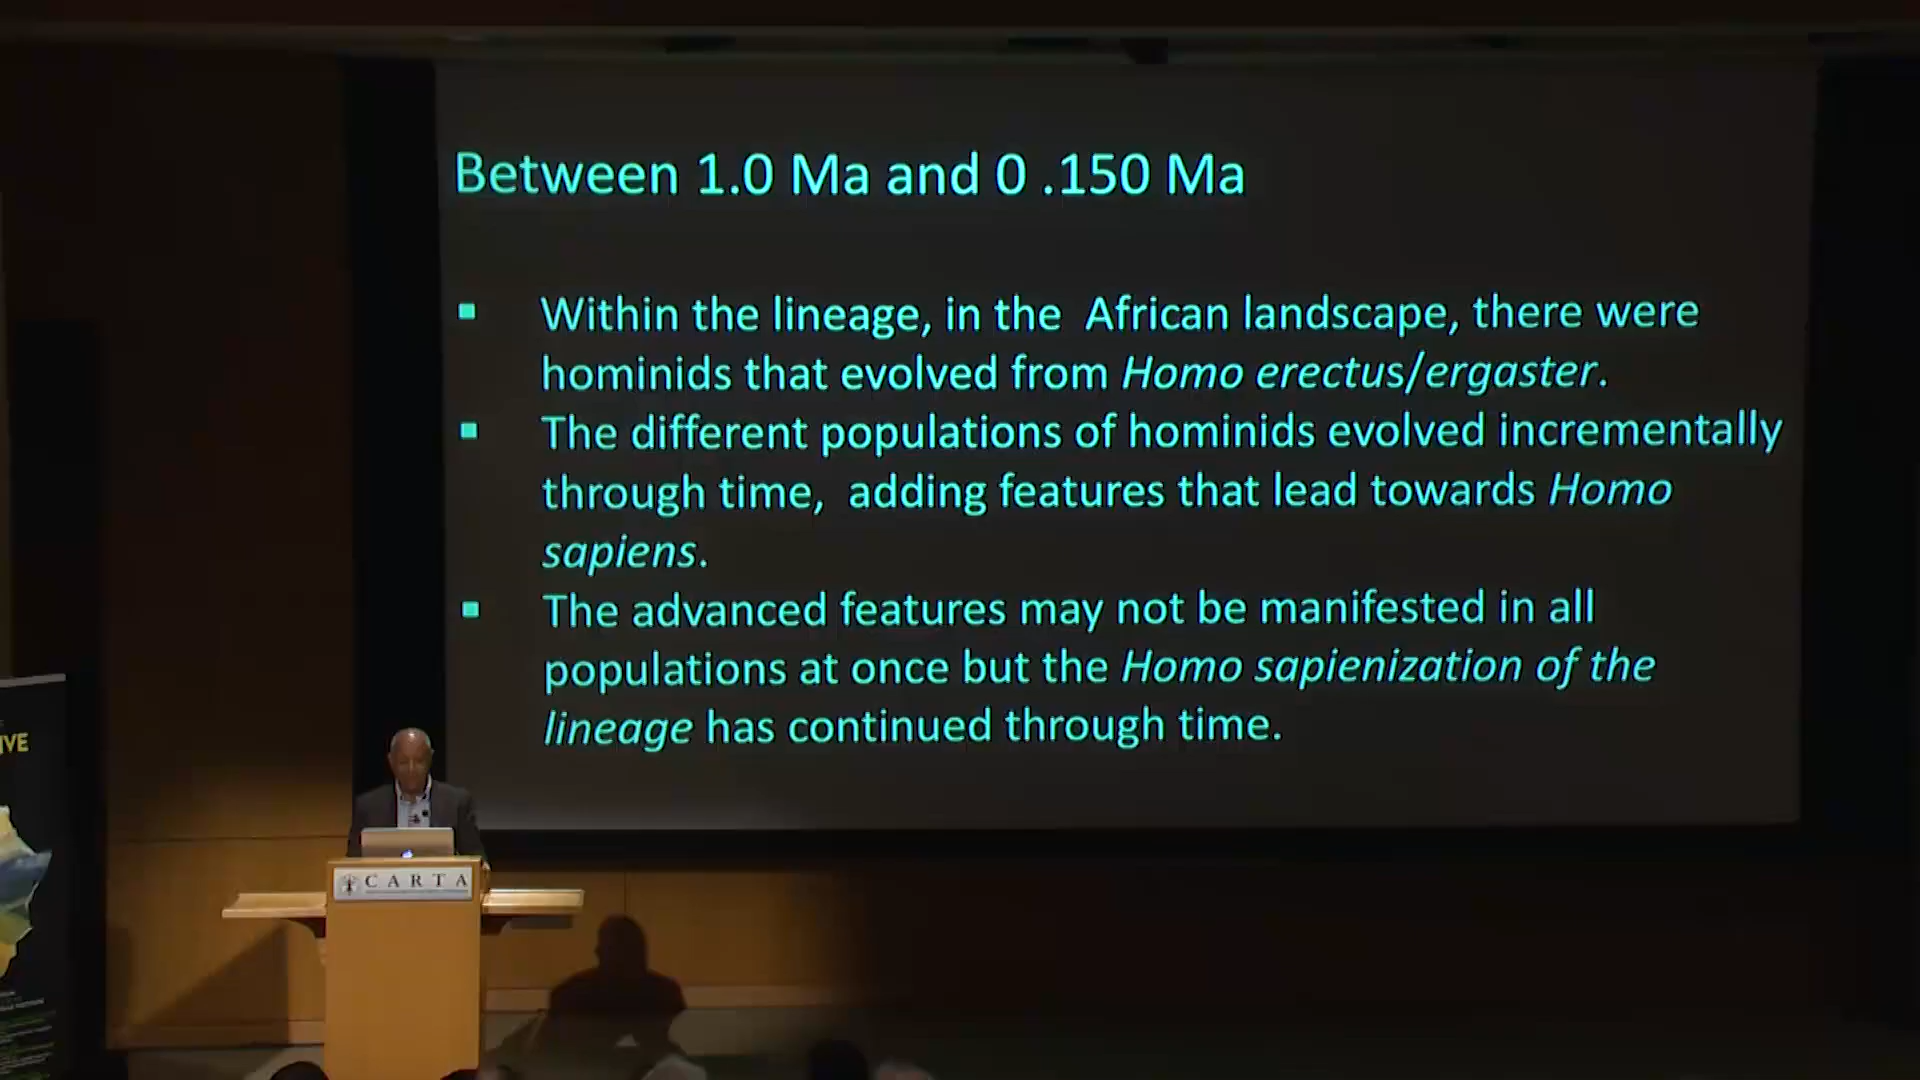 Between 1.0 Ma and 0 .150 Ma
▪ Within the lineage, in the  African landscape, there were
hominids that evolved from Homo erectus/ergaster.
▪ The different populations of hominids evolved incrementally
through time,  adding features that lead towards Homo
sapiens.
▪ The advanced features may not be manifested in all
populations at once but the Homo sapienization of the
lineage has continued through time.
IVE
CARTA